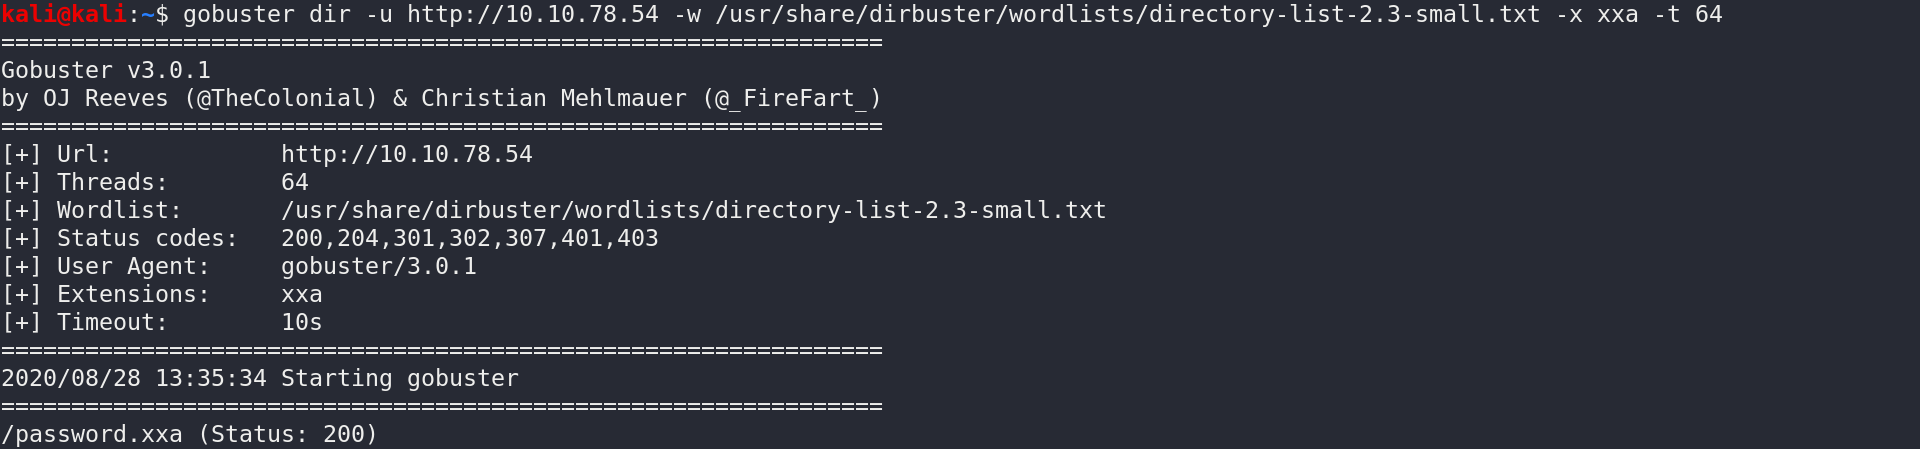 kali@kali:~$ gobuster dir -u http://10.10.78.54 -w /usr/share/dirbuster/wordlists/directory-list-2.3-small.txt -x xxa -t 64
===============================================================
Gobuster v3.0.1
by OJ Reeves (@TheColonial) & Christian Mehlmauer (@_FireFart_)
===============================================================
[+] Url:            http://10.10.78.54
[+] Threads:        64
[+] Wordlist:       /usr/share/dirbuster/wordlists/directory-list-2.3-small.txt
[+] Status codes:   200,204,301,302,307,401,403
[+] User Agent:     gobuster/3.0.1
[+] Extensions:     xxa
[+] Timeout:        10s
===============================================================
2020/08/28 13:35:34 Starting gobuster
===============================================================
/password.xxa (Status: 200)